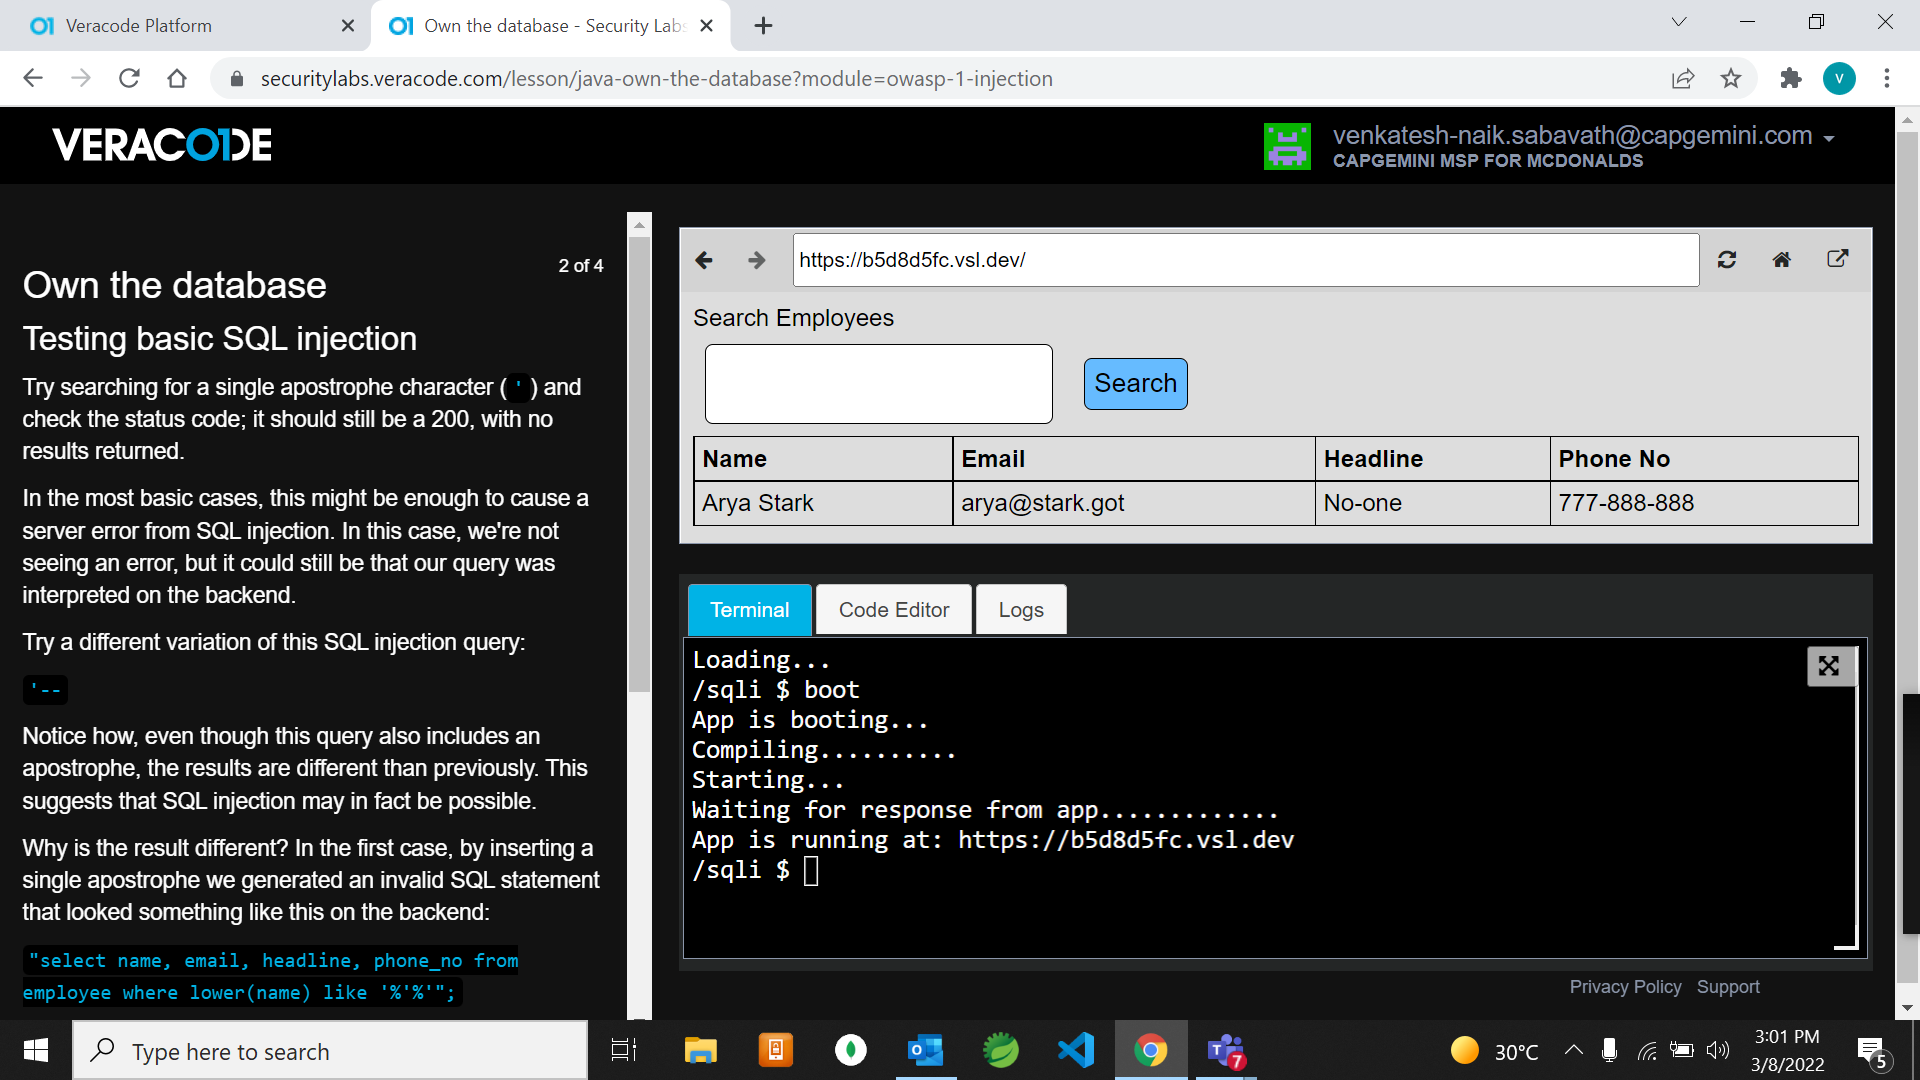 Veracode Platform
Own the database - Security Labs
securitylabs.veracode.com/lesson/java-own-the-database?module=owasp-1-injection
V
VERACODE
venkatesh-naik.sabavath@capgemini.com
CAPGEMINI MSP FOR MCDONALDS
2 of 4
Own the database
Testing basic SQL injection
Try searching for a single apostrophe character ( ' ) and
check the status code; it should still be a 200, with no
results returned.
In the most basic cases, this might be enough to cause a
server error from SQL injection. In this case, we're not
seeing an error, but it could still be that our query was
interpreted on the backend.
Try a different variation of this SQL injection query:
'--
Notice how, even though this query also includes an
apostrophe, the results are different than previously. This
suggests that SQL injection may in fact be possible.
Why is the result different? In the first case, by inserting a
single apostrophe we generated an invalid SQL statement
that looked something like this on the backend:
"select name, email, headline, phone_no from
employee where lower(name) like '%'%'";
https://b5d8d5fc.vsl.dev/
Search Employees
Search
Name Email Headline Phone No
Arya Stark arya@stark.got No-one 777-888-888
Terminal Code Editor Logs
Loading...
/sqli $ boot
App is booting...
Compiling..........
Starting...
Waiting for response from app.............
App is running at: https://b5d8d5fc.vsl.dev
/sqli $
Privacy Policy Support
Type here to search
7
30°C
3:01 PM
3/8/2022
5